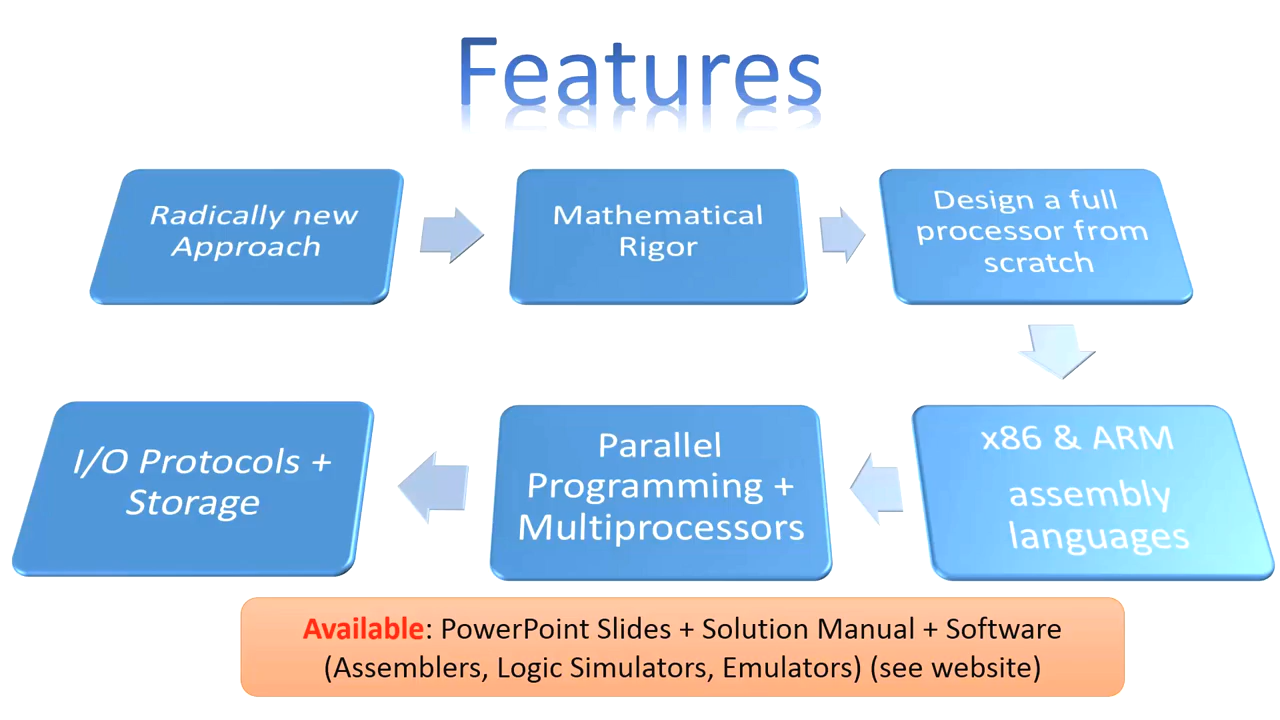 Features
Radically new
Approach
Mathematical
Rigor
Design a full
processor from
scratch
x86 & ARM
assembly
languages
Parallel
Programming +
Multiprocessors
I/O Protocols +
Storage
Available: PowerPoint Slides + Solution Manual + Software
(Assemblers, Logic Simulators, Emulators) (see website)